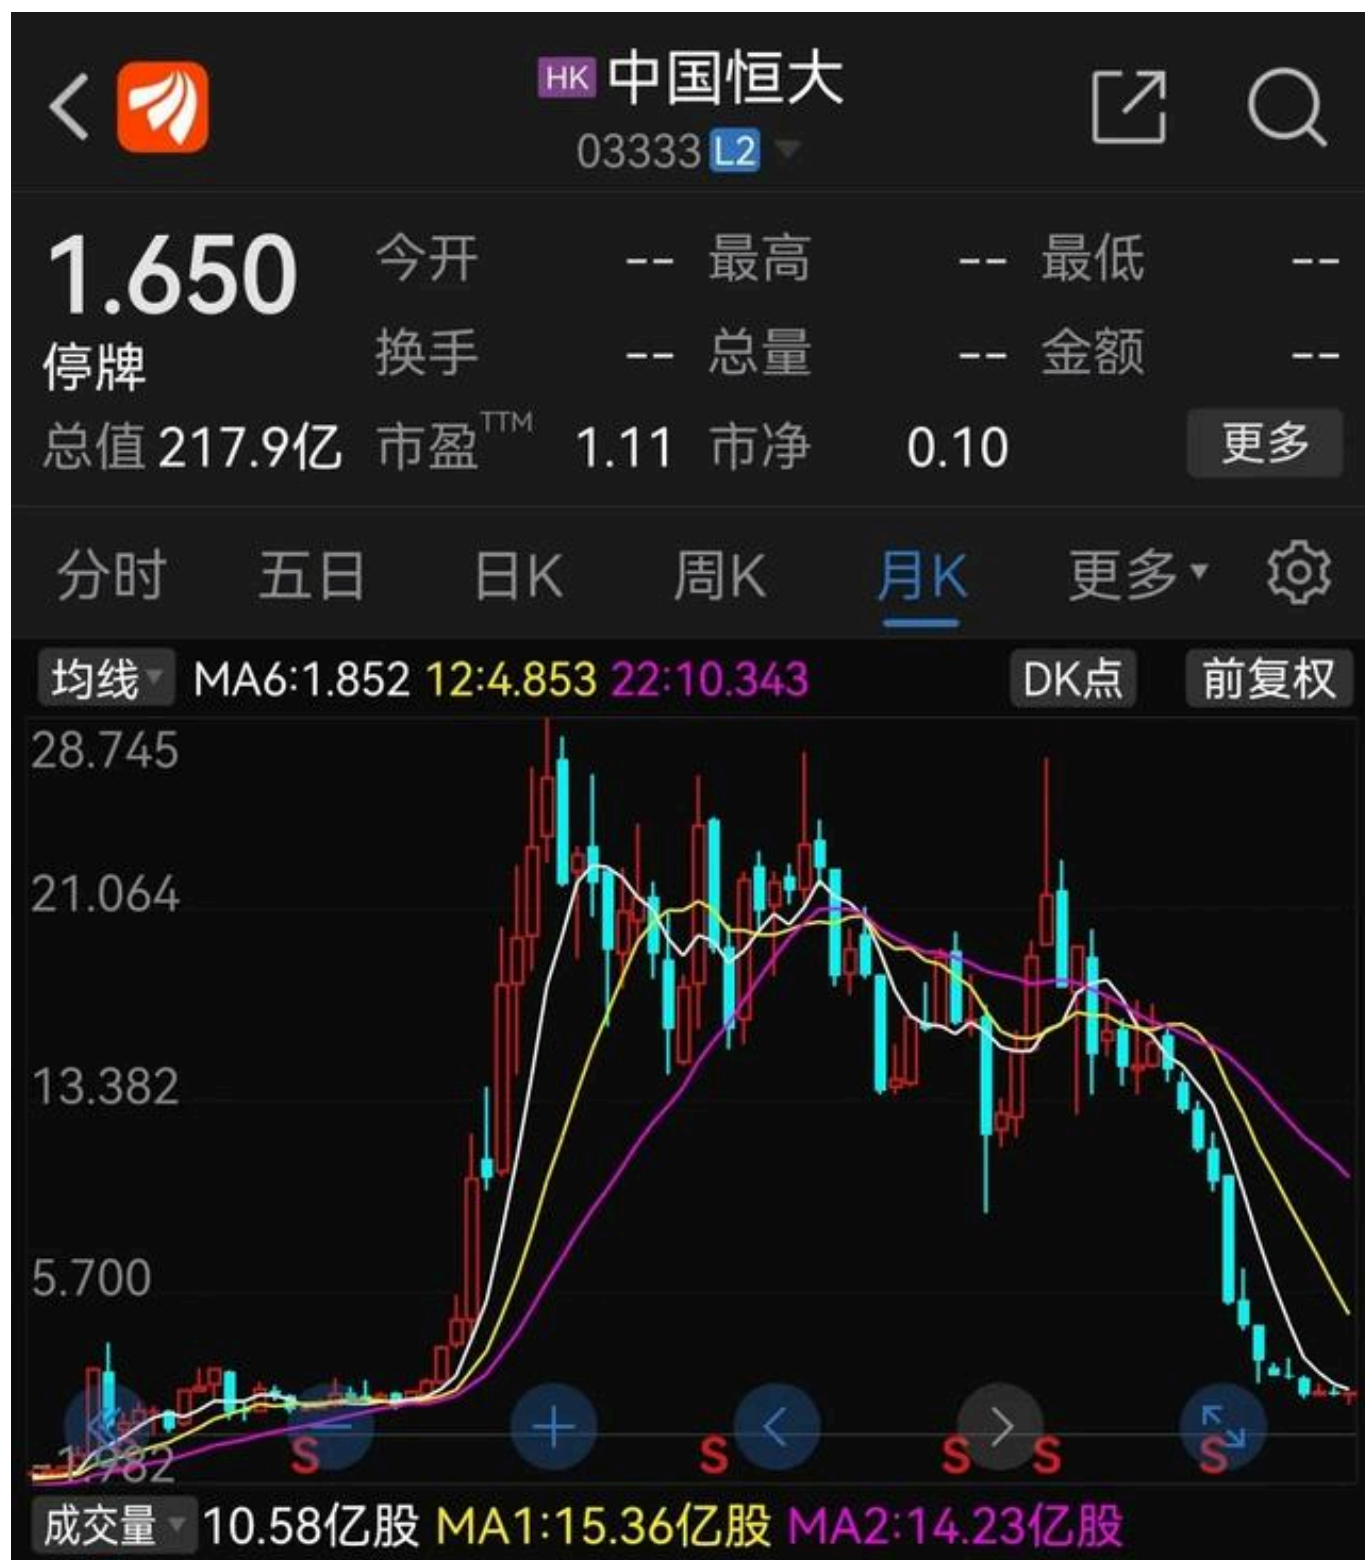 HK 中国恒大
03333 L2
1.650 今开 -- 最高 -- 最低 --
停牌 换手 -- 总量 -- 金额 --
总值 217.9亿 市盈TTM 1.11 市净 0.10 更多
分时 五日 日K 周K 月K 更多
均线 MA6:1.852 12:4.853 22:10.343 DK点 前复权
28.745
21.064
13.382
5.700
-1.982
S S S S S
成交量 10.58亿股 MA1:15.36亿股 MA2:14.23亿股